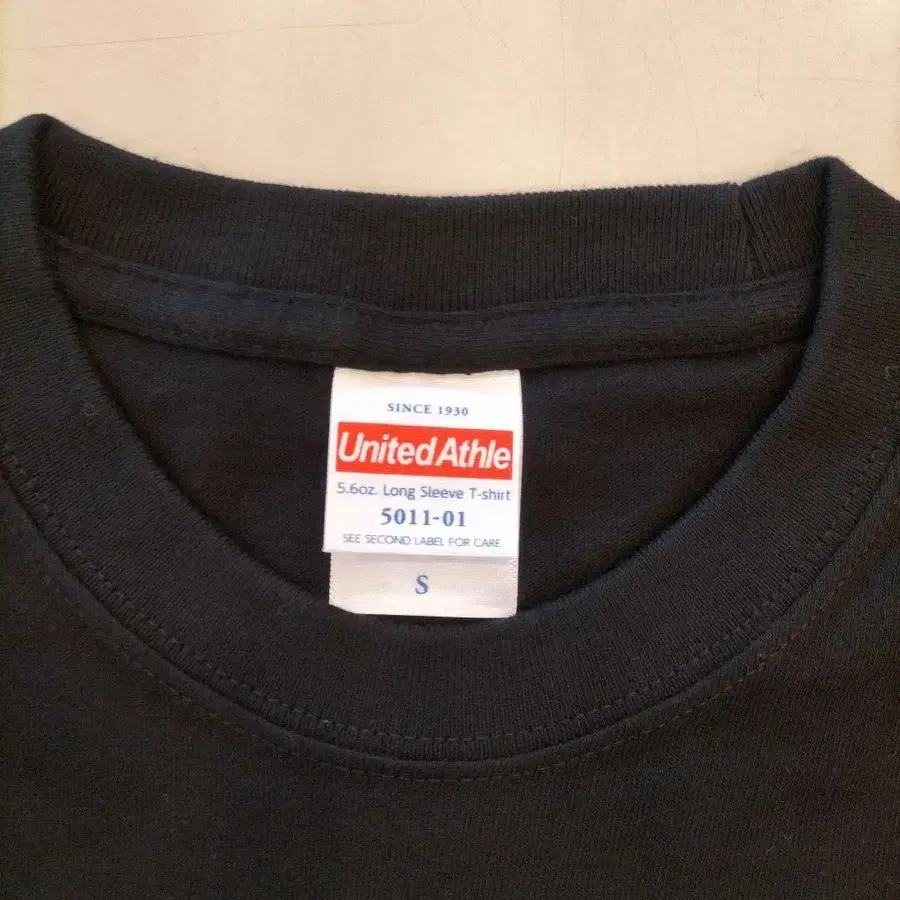 SINCE 1930
United Athle
5.6oz. Long Sleeve T-shirt
5011-01
SEE SECOND LABEL FOR CARE
S